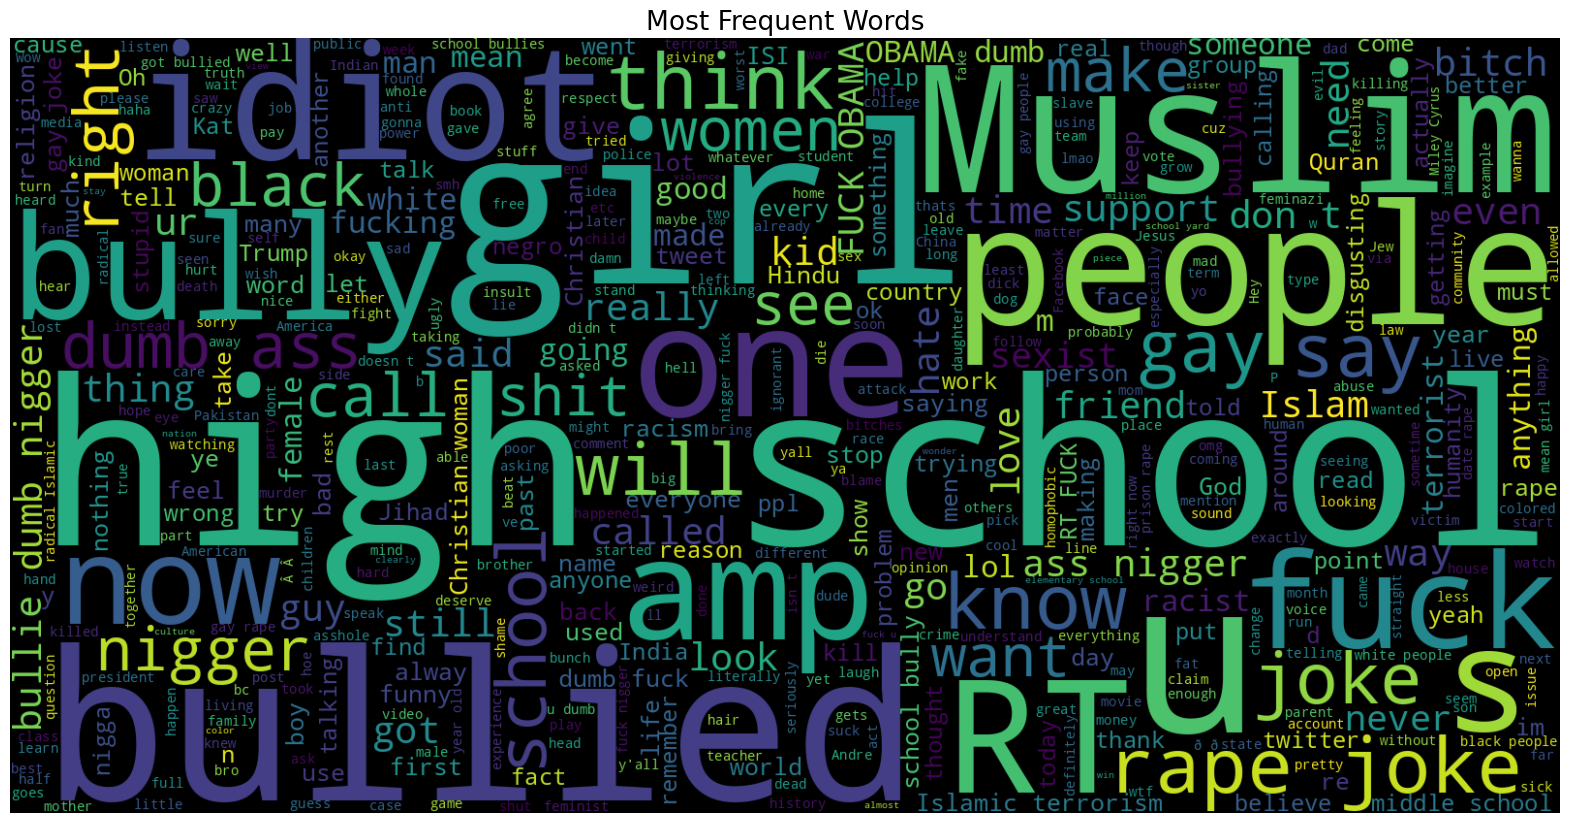 Most Frequent Words
idiot
think
make
Muslim
right
women
OBAMA dumb
someone
come
bitch
better
need
group
real
help
FUCK OBAMA
something
cause
listen
public
school bullies
become
giving
terrorism
war
got bullied
well
went
man
mean
ISI
Indian
truth
wait
found
whole
worst
fake
though
dad
killing
evil
wow
Oh
please
haha
crazy
saw
job
anti
gonna
book
agree
respect
hit
college
slave
sister
using
team
cuz
calling
feeling
story
actually
religion
gay joke
media
Kat
pay
another
power
gave
give
tried
bullying
gay people
lmao
Quran
Miley Cyrus
imagine
example
wanna
kind
woman
black
talk
stuff
police
whatever
student
lot
keep
vote
grow
turn
heard
stay
tell
white
smh
end
idea
violence
good
home
girl
every
feminazi
million
much
ur
many
fucking
free
etc
maybe
two
thats
time
support
don t
even
bully
fan
radical
stupid
sure
self
seen
hurt
okay
sad
negro
Christian
later
child
made
tweet
already
cop
kid
sex
old
leave
China
long
matter
school yard
Jesus
people
disgusting
Jew
via
getting
community
allowed
Trump
wish
death
word
let
nice
either
fight
insult
lie
damn
stand
left
thinking
Hindu
country
least
dick
dog
piece
mad
term
yo
Facebook
especially
face
Hey
type
must
hear
lost
instead
sorry
America
taking
ugly
didn t
really
see
ok
soon
hate
daughter
m
probably
dumb ass
away
doesn t
said
going
asked
one
hell
die
sexist
follow
gay
say
law
year
live
anything
bullie dumb nigger
thing
care
take
side
b
call
shit
nigger fuck
ignorant
attack
work
person
mom
P
abuse
happy
radical Islamic
hope
eye
dont
party
Pakistan
female
nation
watching
saying
friend
told
Islam
wanted
terrorist
high school
nothing
true
ye
feel
wrong
murder
try
rest
bad
last
able
Jihad
Christianwoman
might
poor
comment
racism
bring
bitches
race
yall
ya
stop
blame
wonder
trying
love
place
human
omg
coming
God
seeing
read
looking
humanity
sometime
date rape
mean girl
rape
asking
beat
ve
past
will
big
everyone
ppl
happened
called
show
men
making
RT FUCK
others
pick
homophobic
right now
prison rape
mention
sound
around
victim
colored
start
part
American
mind
clearly
hard
children
started
brother
different
reason
name
anyone
weird
problem
new
opinion
cool
line
exactly
hand
y
now
together
guy
speak
deserve
amp
isn t
done
dude
go
lol
elementary school
ass nigger
point
way
house
watch
know
fuck
killed
culture
gay rape
asshole
shame
still
ll
back
used
fuck u
understand
everything
racist
month
voice
run
came
change
straight
less
yeah
question
president
nigger
hoe
find
bunch
India
look
kill
crime
want
day
may
put
d
telling
white people
open
issue
next
bullied
school
post
bc
took
alway
funny
dumb fuck
literally
yet
laugh
school bully
fat
claim
enough
u
joke
s
seem
son
class
learn
happen
living
color
family
knew
nigga
boy
talking
video
got
year old
experience
u dumb
play
fuck nigger
life
remember
gets
hair
suck
seriously
act
thought
today
RT
great
money
movie
thank
parent
account
never
im
best
half
goes
n
bro
full
ask
use
male
first
head
fact
y'all
teacher
world
dead
Andre
definitely
win
wtf
twitter
state
without
re
pretty
black people
far
sick
rape joke
mother
little
guess
case
game
shut
feminist
history
almost
Islamic terrorism
believe
middle school